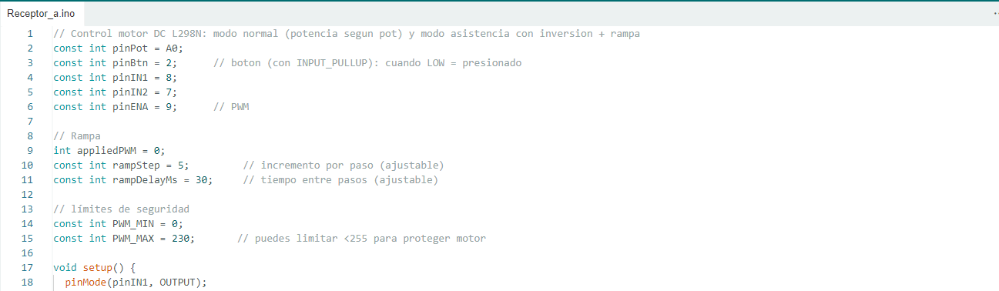 Receptor_a.ino
1 // Control motor DC L298N: modo normal (potencia segun pot) y modo asistencia con inversion + rampa
2 const int pinPot = A0;
3 const int pinBtn = 2;      // boton (con INPUT_PULLUP): cuando LOW = presionado
4 const int pinIN1 = 8;
5 const int pinIN2 = 7;
6 const int pinENA = 9;      // PWM
7
8 // Rampa
9 int appliedPWM = 0;
10 const int rampStep = 5;         // incremento por paso (ajustable)
11 const int rampDelayMs = 30;     // tiempo entre pasos (ajustable)
12
13 // límites de seguridad
14 const int PWM_MIN = 0;
15 const int PWM_MAX = 230;       // puedes limitar <255 para proteger motor
16
17 void setup() {
18   pinMode(pinIN1, OUTPUT);